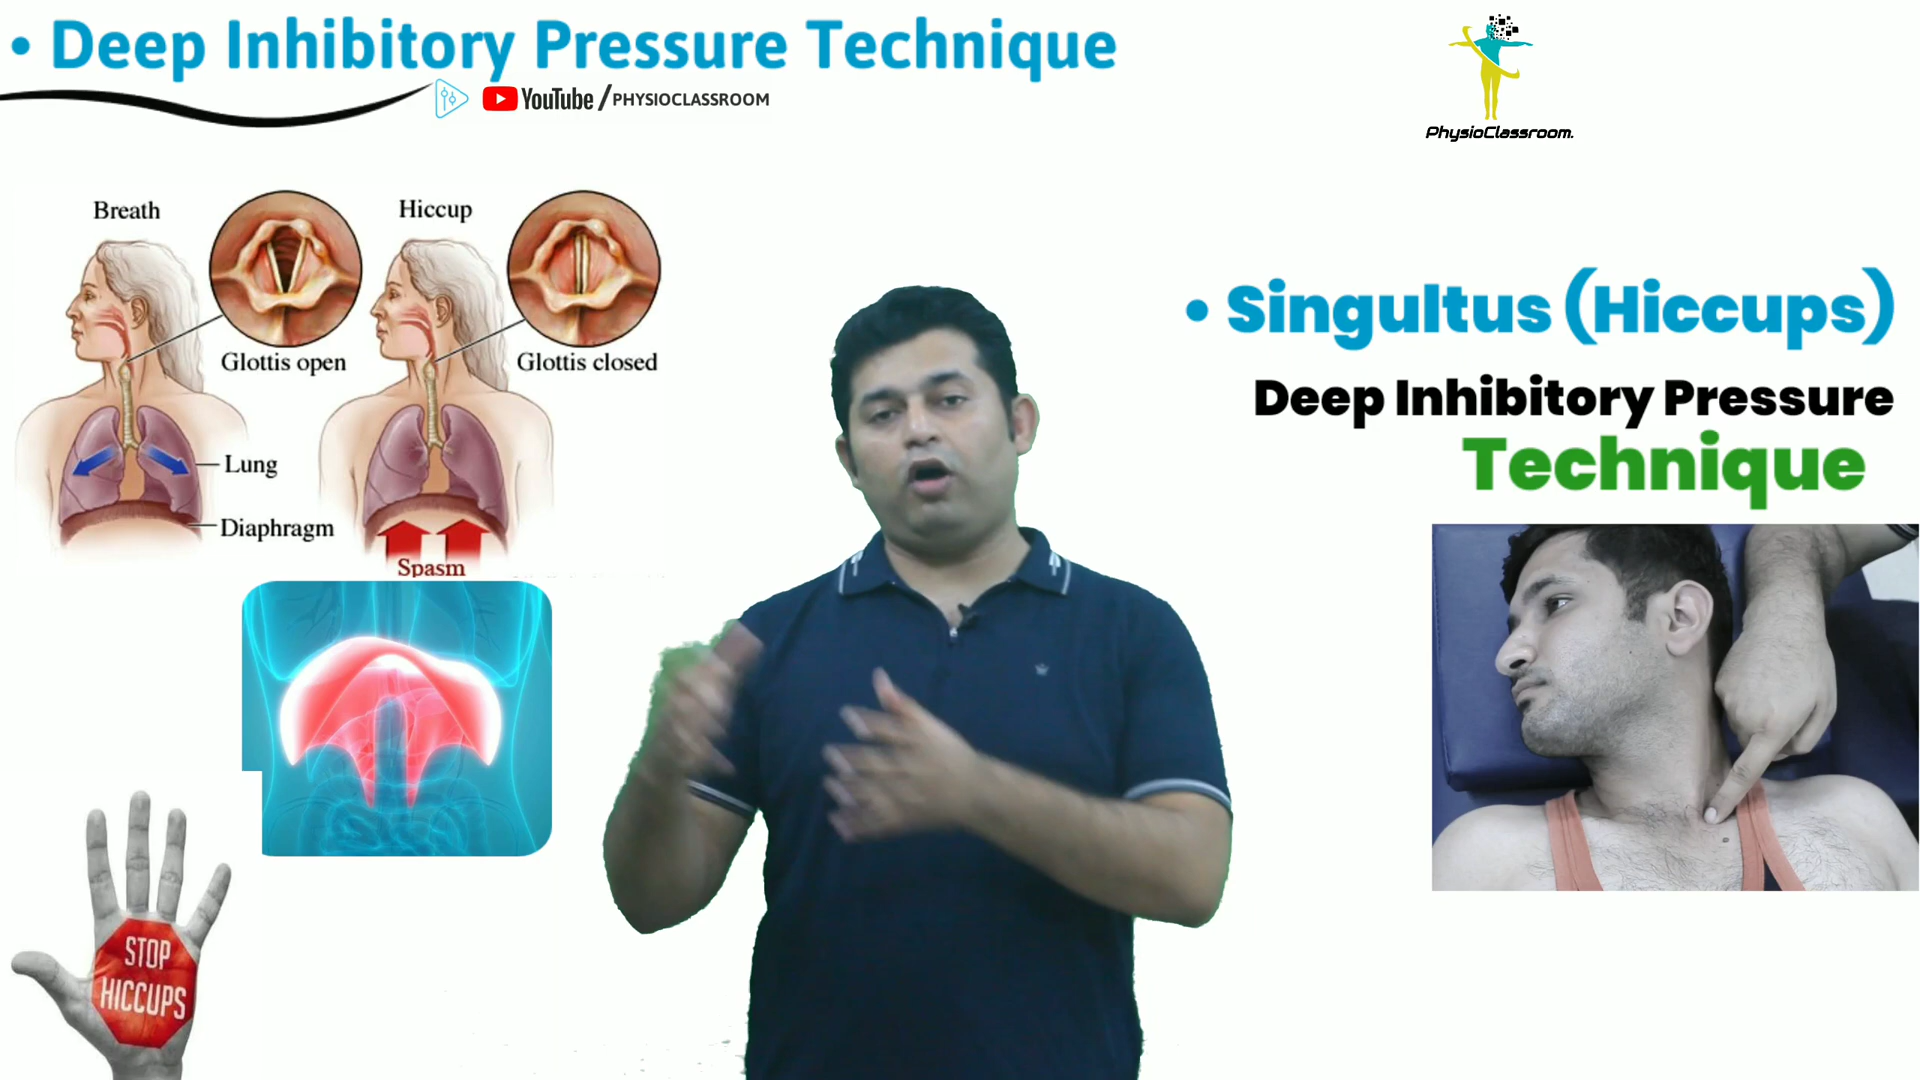 • Deep Inhibitory Pressure Technique
YouTube / PHYSIOCLASSROOM
PhysioClassroom.
Breath
Hiccup
Glottis open
Glottis closed
Lung
Diaphragm
Spasm
• Singultus (Hiccups)
Deep Inhibitory Pressure
Technique
STOP
HICCUPS